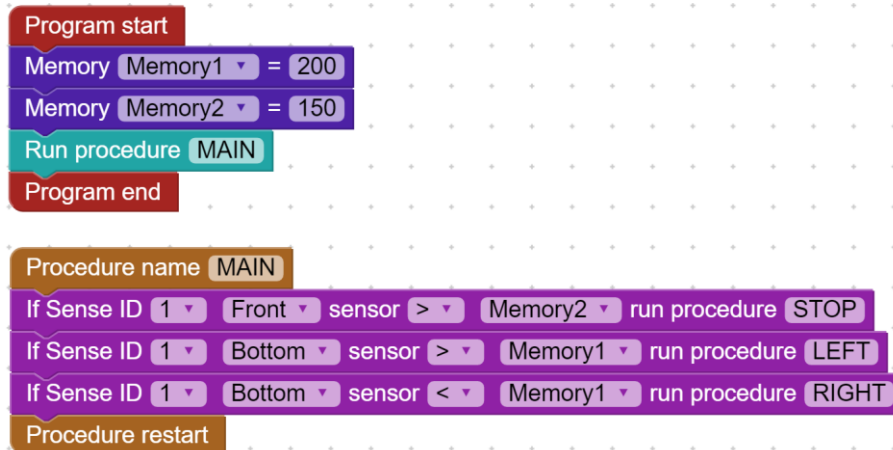 Program start
Memory Memory1 = 200
Memory Memory2 = 150
Run procedure MAIN
Program end
Procedure name MAIN
If Sense ID 1 Front sensor > Memory2 run procedure STOP
If Sense ID 1 Bottom sensor > Memory1 run procedure LEFT
If Sense ID 1 Bottom sensor < Memory1 run procedure RIGHT
Procedure restart